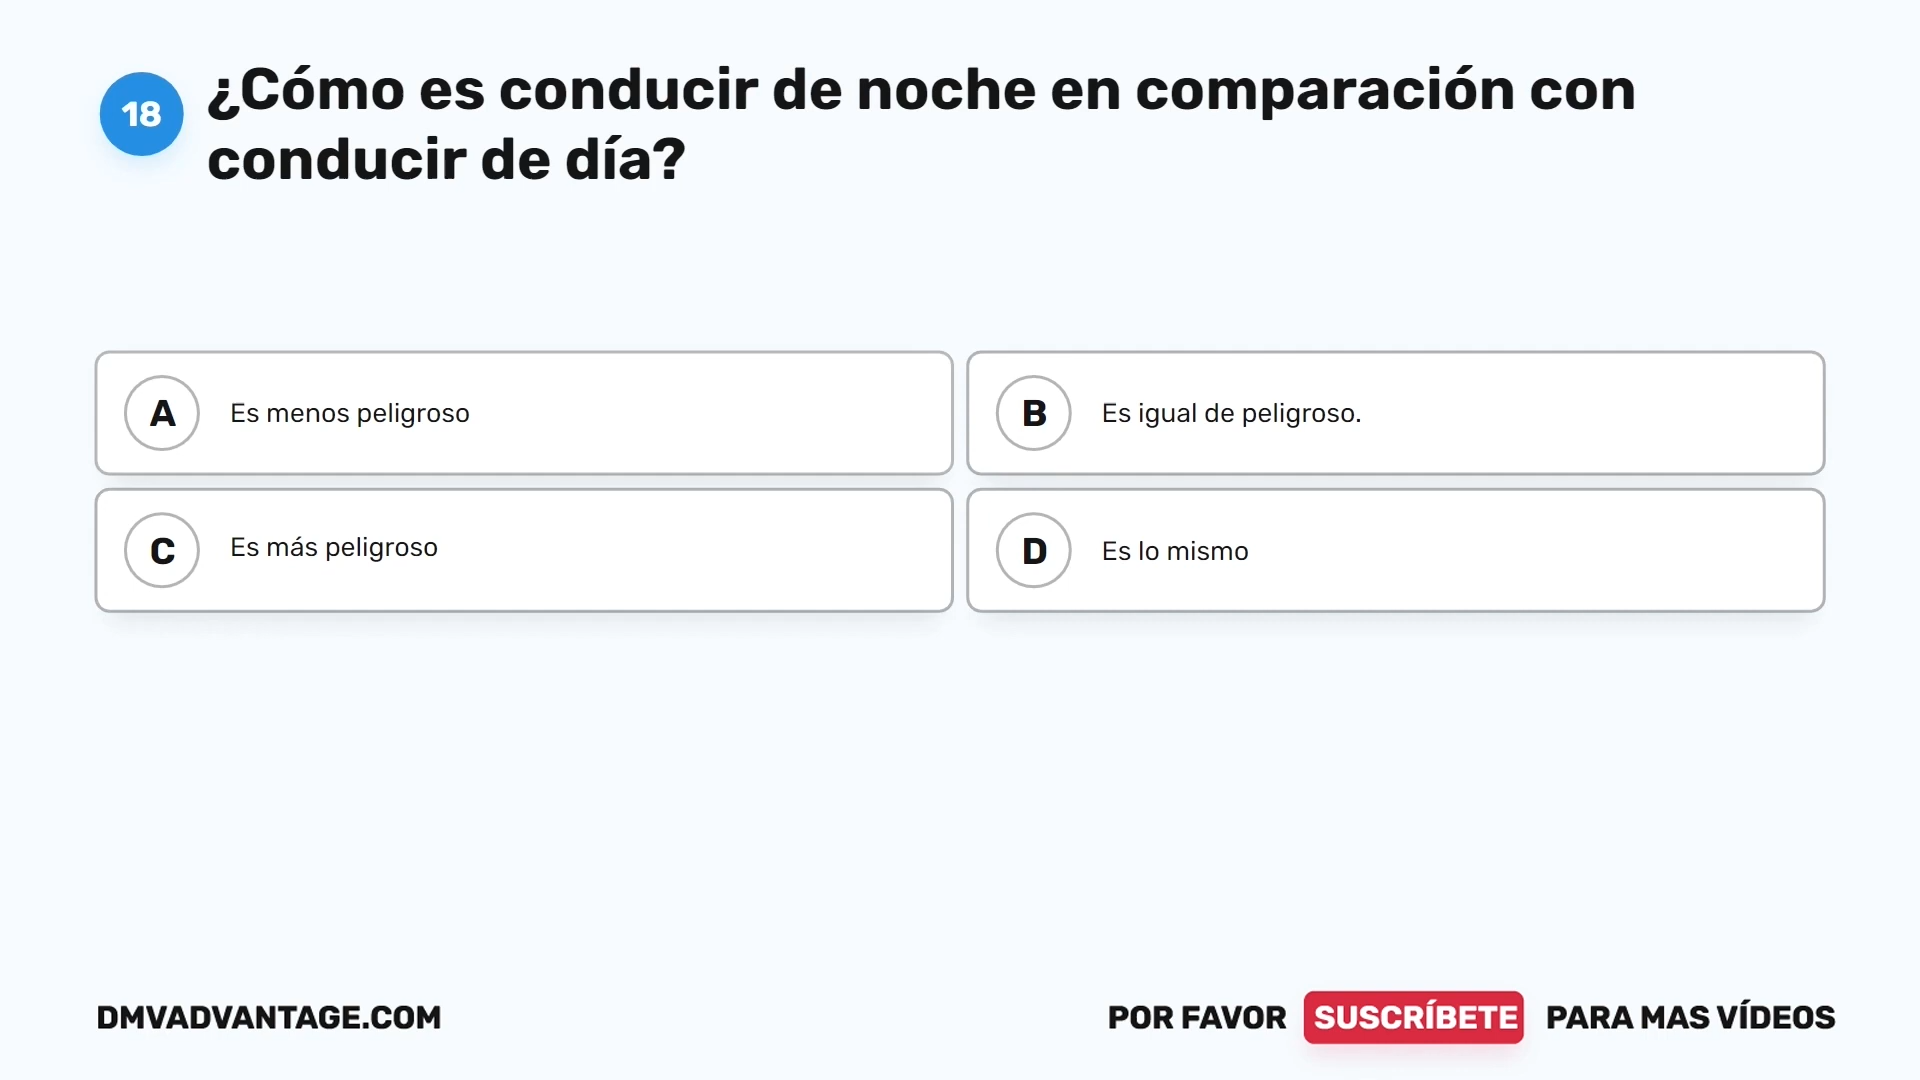 18
¿Cómo es conducir de noche en comparación con
conducir de día?
A Es menos peligroso
B Es igual de peligroso.
C Es más peligroso
D Es lo mismo
DMVADVANTAGE.COM
POR FAVOR SUSCRÍBETE PARA MAS VÍDEOS